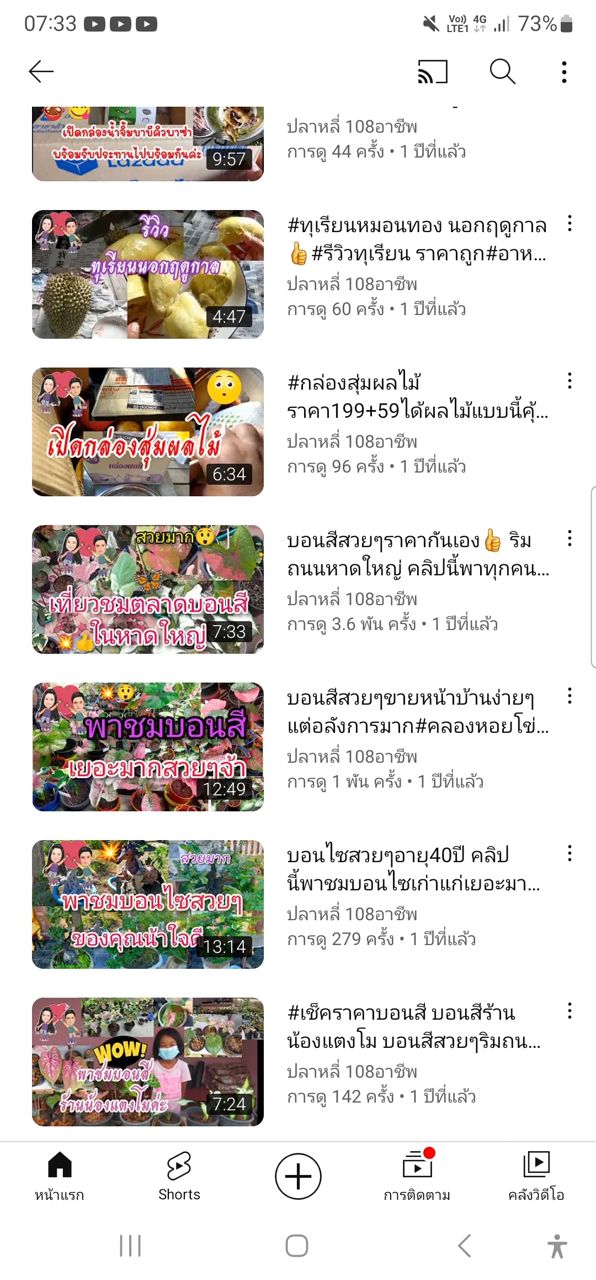 07:33
Vo)) 4G
LTE1
73%
เปิดกล่องน้ำจิ้มบาบีคิวพาซ่า
พร้อมรับประทานไปพร้อมกันค่ะ
Lazada
9:57
ปลาหลี่ 108อาชีพ
การดู 44 ครั้ง • 1 ปีที่แล้ว
รีวิว
ทุเรียนนอกฤดูกาล
4:47
#ทุเรียนหมอนทอง นอกฤดูกาล
👍#รีวิวทุเรียน ราคาถูก#อาห...
ปลาหลี่ 108อาชีพ
การดู 60 ครั้ง • 1 ปีที่แล้ว
เปิดกล่องสุ่มผลไม้
6:34
#กล่องสุ่มผลไม้
ราคา199+59ได้ผลไม้แบบนี้คุ้...
ปลาหลี่ 108อาชีพ
การดู 96 ครั้ง • 1 ปีที่แล้ว
สวยมาก
เที่ยวชมตลาดบอนสี
ในหาดใหญ่
7:33
บอนสีสวยๆราคากันเอง👍 ริม
ถนนหาดใหญ่ คลิปนี้พาทุกคน...
ปลาหลี่ 108อาชีพ
การดู 3.6 พัน ครั้ง • 1 ปีที่แล้ว
พาชมบอนสี
เยอะมากสวยๆจ้า
12:49
บอนสีสวยๆขายหน้าบ้านง่ายๆ
แต่อลังการมาก#คลองหอยโข่...
ปลาหลี่ 108อาชีพ
การดู 1 พัน ครั้ง • 1 ปีที่แล้ว
สวยมาก
พาชมบอนไซสวยๆ
ของคุณน้าใจดี
13:14
บอนไซสวยๆอายุ40ปี คลิป
นี้พาชมบอนไซเก่าแก่เยอะมา...
ปลาหลี่ 108อาชีพ
การดู 279 ครั้ง • 1 ปีที่แล้ว
WOW!
พาชมบอนสี
ร้านน้องแตงโมค่ะ
7:24
#เช็คราคาบอนสี บอนสีร้าน
น้องแตงโม บอนสีสวยๆริมถน...
ปลาหลี่ 108อาชีพ
การดู 142 ครั้ง • 1 ปีที่แล้ว
หน้าแรก
Shorts
การติดตาม
คลังวิดีโอ